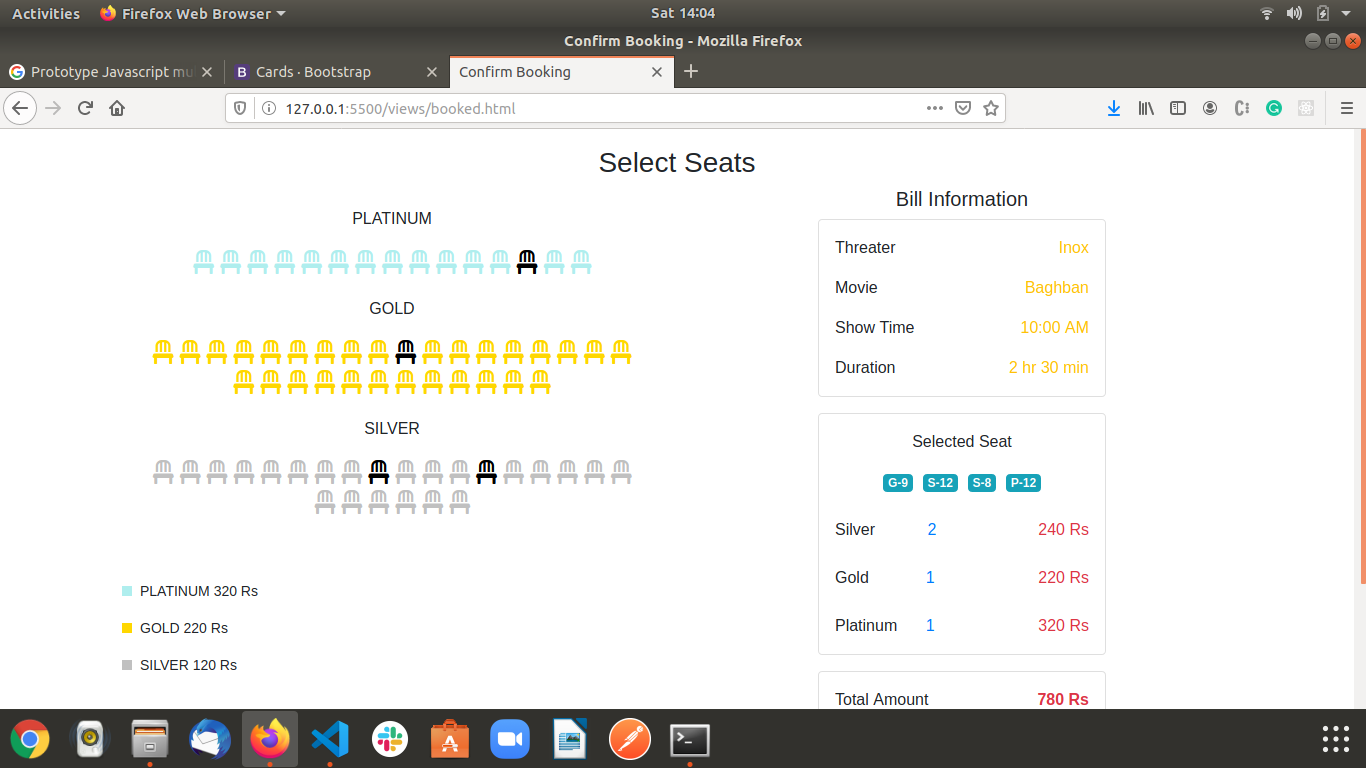 Activities Firefox Web Browser Sat 14:04
Confirm Booking - Mozilla Firefox
Prototype Javascript mu Cards · Bootstrap Confirm Booking
127.0.0.1:5500/views/booked.html
Select Seats
PLATINUM
GOLD
SILVER
PLATINUM 320 Rs
GOLD 220 Rs
SILVER 120 Rs
Bill Information
Threater Inox
Movie Baghban
Show Time 10:00 AM
Duration 2 hr 30 min
Selected Seat
G-9 S-12 S-8 P-12
Silver 2 240 Rs
Gold 1 220 Rs
Platinum 1 320 Rs
Total Amount 780 Rs